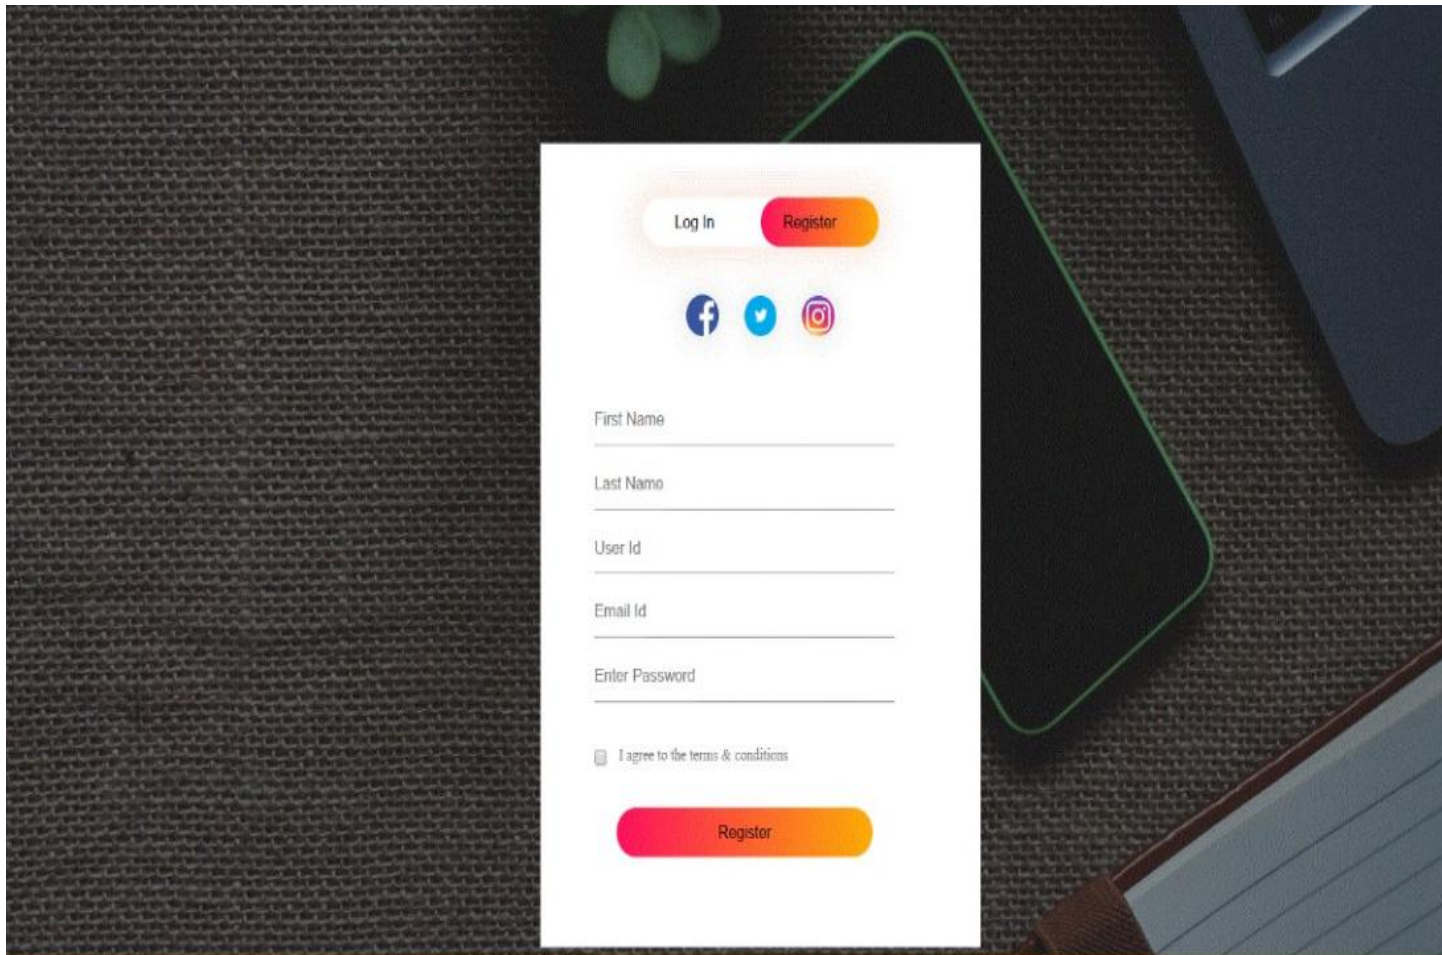 Log In
Register
First Name
Last Name
User Id
Email Id
Enter Password
I agree to the terms & conditions
Register